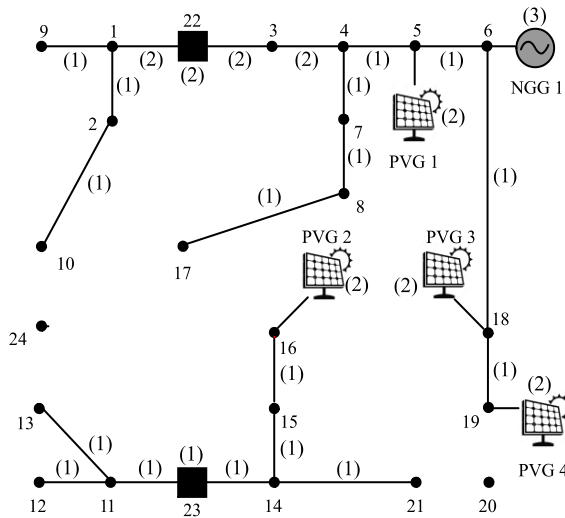 22 (3)
9 1 3 4 5 6
(1) (2) (2) (2) (2) (1) (1)
NGG 1
(1) (1)
2 7 (2)
PVG 1
(1) (1)
(1) (1)
8
10 17 PVG 2 PVG 3
(2) (2)
24 16 18
(1) (1)
13 15 19 (2)
(1) (1) (1)
(1) (1) (1) (1) PVG 4
12 11 23 14 21 20